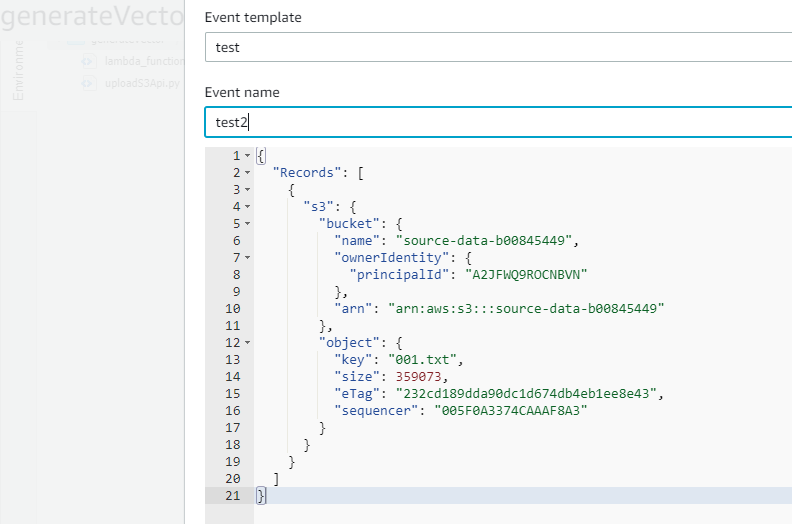 generateVecto
Environme
generateVector
lambda_function
uploadS3Api.py
Event template
test
Event name
test2
1 {
2 "Records": [
3 {
4 "s3": {
5 "bucket": {
6 "name": "source-data-b00845449",
7 "ownerIdentity": {
8 "principalId": "A2JFWQ9ROCNBVN"
9 },
10 "arn": "arn:aws:s3:::source-data-b00845449"
11 },
12 "object": {
13 "key": "001.txt",
14 "size": 359073,
15 "eTag": "232cd189dda90dc1d674db4eb1ee8e43",
16 "sequencer": "005F0A3374CAAAF8A3"
17 }
18 }
19 }
20 ]
21 }